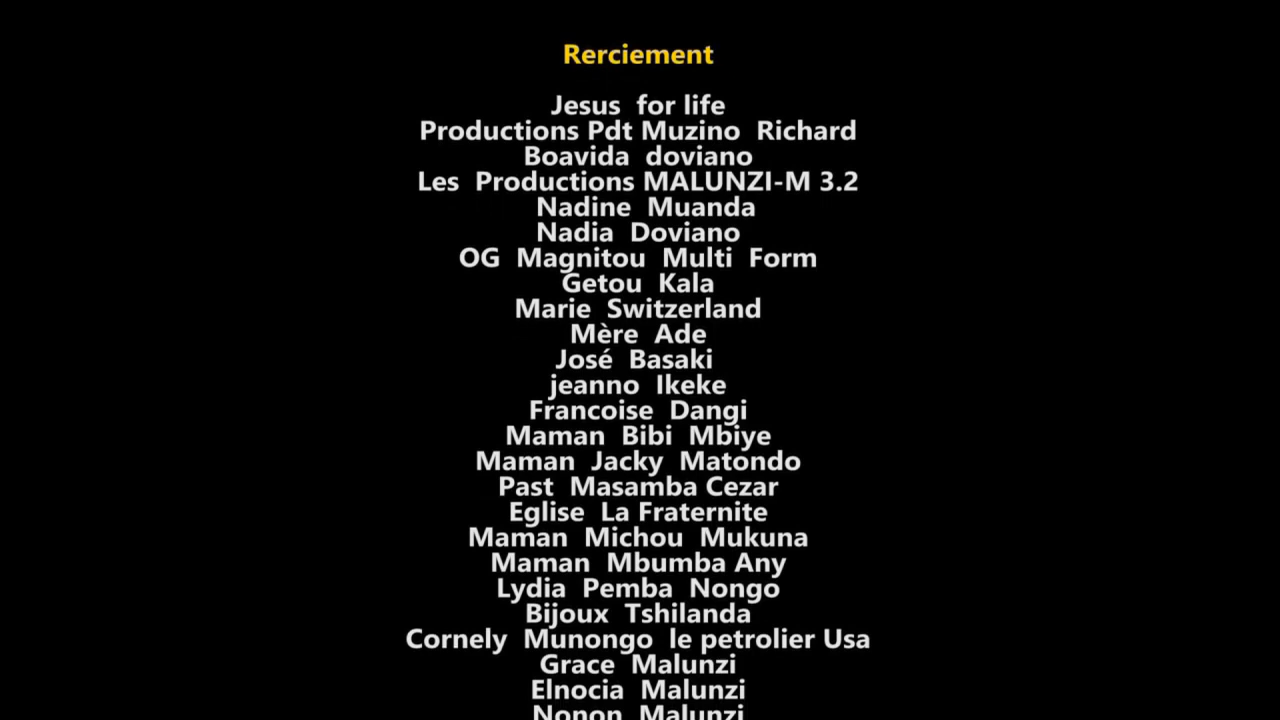 Rerciement
Jesus for life
Productions Pdt Muzino Richard
Boavida doviano
Les Productions MALUNZI-M 3.2
Nadine Muanda
Nadia Doviano
OG Magnitou Multi Form
Getou Kala
Marie Switzerland
Mère Ade
José Basaki
jeanno Ikeke
Francoise Dangi
Maman Bibi Mbiye
Maman Jacky Matondo
Past Masamba Cezar
Eglise La Fraternite
Maman Michou Mukuna
Maman Mbumba Any
Lydia Pemba Nongo
Bijoux Tshilanda
Cornely Munongo le petrolier Usa
Grace Malunzi
Elnocia Malunzi
Nonon Malunzi